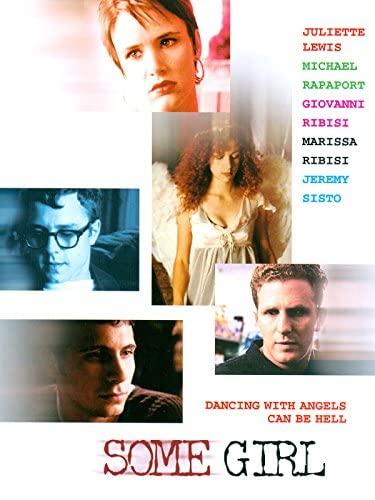 JULIETTE
LEWIS
MICHAEL
RAPAPORT
GIOVANNI
RIBISI
MARISSA
RIBISI
JEREMY
SISTO
DANCING WITH ANGELS
CAN BE HELL
SOME GIRL